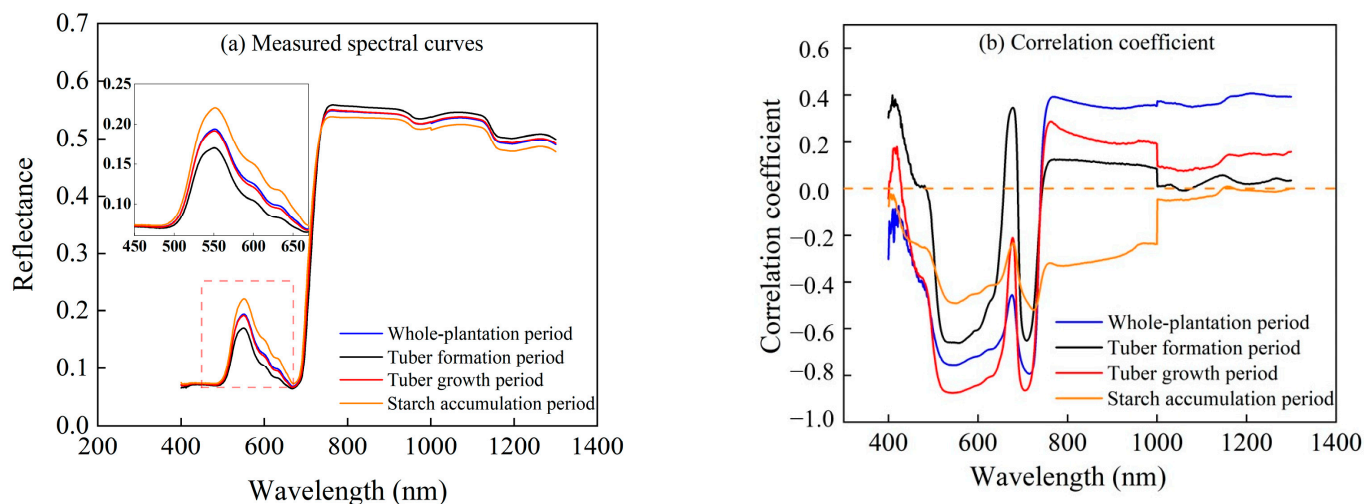 (a) Measured spectral curves
Reflectance
0.7
0.6
0.5
0.4
0.3
0.2
0.1
0.0
0.25
0.20
0.15
0.10
450 500 550 600 650
Whole-plantation period
Tuber formation period
Tuber growth period
Starch accumulation period
200 400 600 800 1000 1200 1400
Wavelength (nm)
(b) Correlation coefficient
Correlation coefficient
0.6
0.4
0.2
0.0
−0.2
−0.4
−0.6
−0.8
−1.0
Whole-plantation period
Tuber formation period
Tuber growth period
Starch accumulation period
400 600 800 1000 1200 1400
Wavelength (nm)